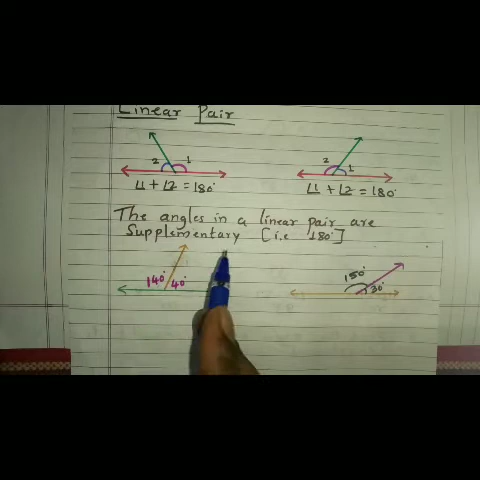 Linear Pair
2 1
2 1
∠1 + ∠2 = 180°
∠1 + ∠2 = 180°
The angles in a linear pair are
Supplementary [i.e 180°]
140° 40°
150° 30°